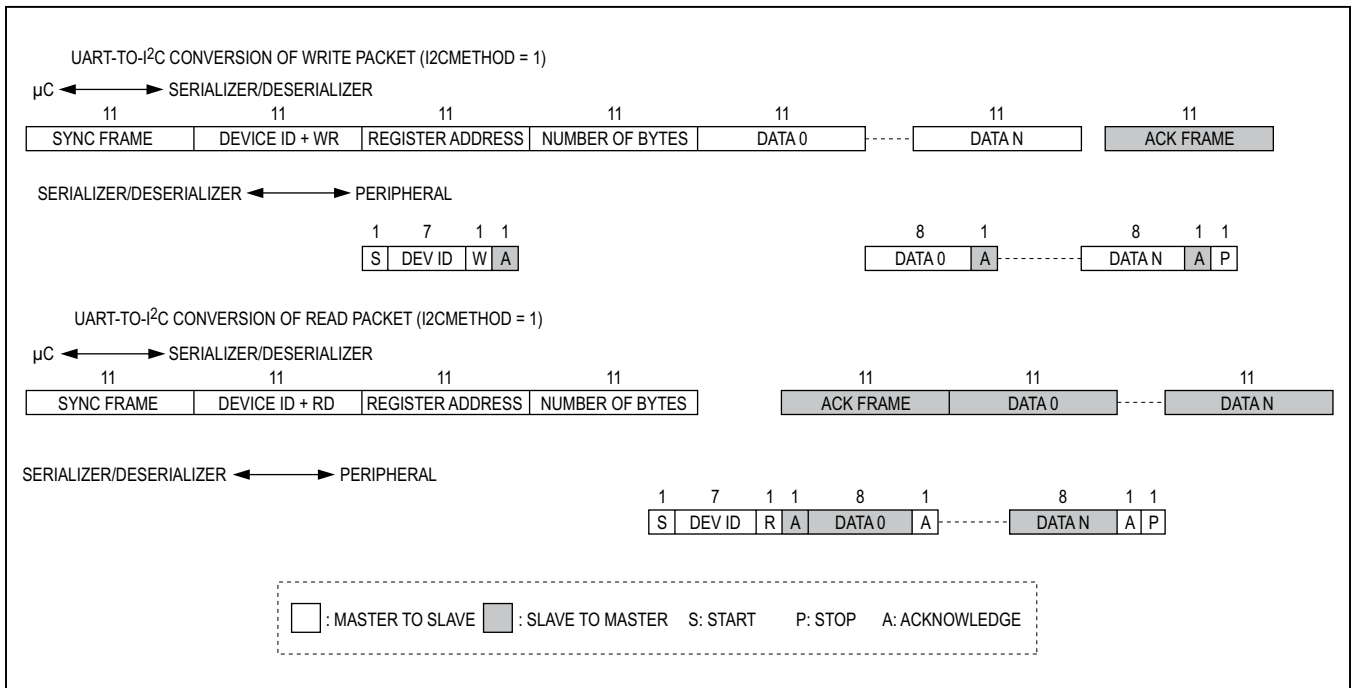 UART-TO-I2C CONVERSION OF WRITE PACKET (I2CMETHOD = 1)
µC SERIALIZER/DESERIALIZER
11 11 11 11 11 11 11
SYNC FRAME DEVICE ID + WR REGISTER ADDRESS NUMBER OF BYTES DATA 0 DATA N ACK FRAME
SERIALIZER/DESERIALIZER PERIPHERAL
1 7 1 1 8 1 8 1 1
S DEV ID W A DATA 0 A DATA N A P
UART-TO-I2C CONVERSION OF READ PACKET (I2CMETHOD = 1)
µC SERIALIZER/DESERIALIZER
11 11 11 11 11 11 11
SYNC FRAME DEVICE ID + RD REGISTER ADDRESS NUMBER OF BYTES ACK FRAME DATA 0 DATA N
SERIALIZER/DESERIALIZER PERIPHERAL
1 7 1 1 8 1 8 1 1
S DEV ID R A DATA 0 A DATA N A P
: MASTER TO SLAVE : SLAVE TO MASTER S: START P: STOP A: ACKNOWLEDGE